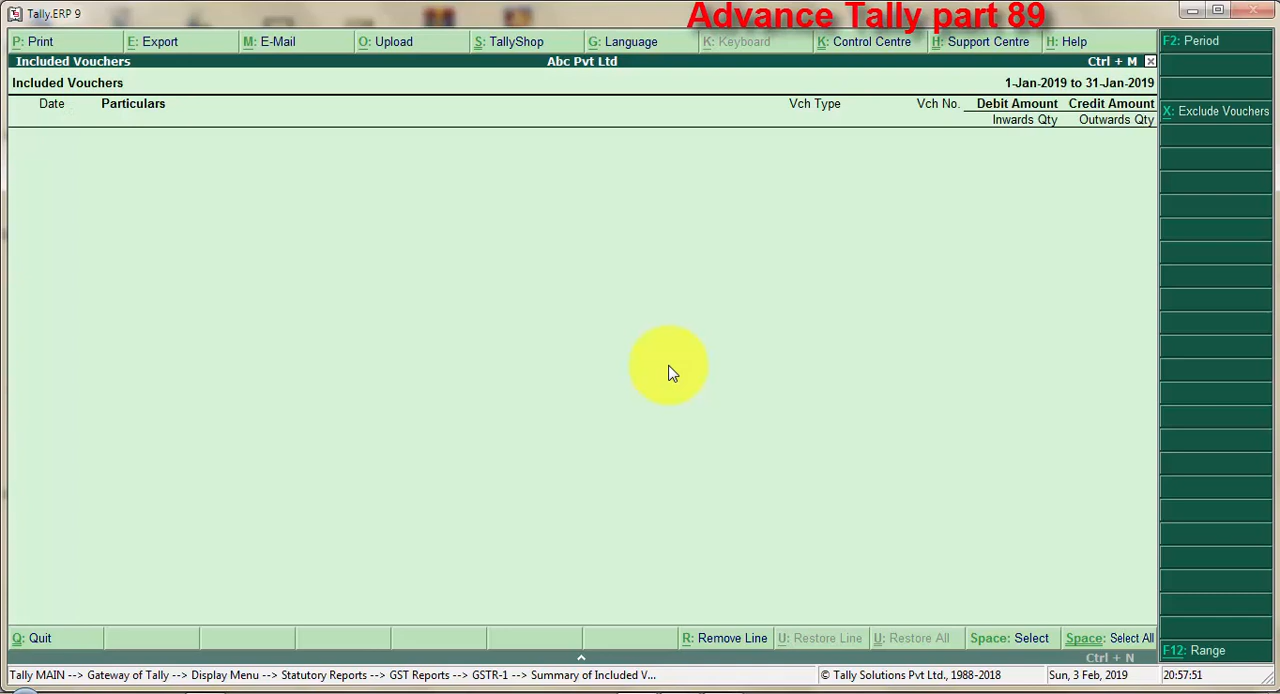 Tally.ERP 9
Advance Tally part 89
P: Print E: Export M: E-Mail O: Upload S: TallyShop G: Language K: Keyboard K: Control Centre H: Support Centre H: Help F2: Period
Included Vouchers Abc Pvt Ltd Ctrl + M
Included Vouchers 1-Jan-2019 to 31-Jan-2019
Date Particulars Vch Type Vch No. Debit Amount Credit Amount
X: Exclude Vouchers
Inwards Qty Outwards Qty
Q: Quit R: Remove Line U: Restore Line U: Restore All Space: Select Space: Select All
F12: Range
Ctrl + N
Tally MAIN --> Gateway of Tally --> Display Menu --> Statutory Reports --> GST Reports --> GSTR-1 --> Summary of Included V... © Tally Solutions Pvt Ltd., 1988-2018 Sun, 3 Feb, 2019 20:57:51